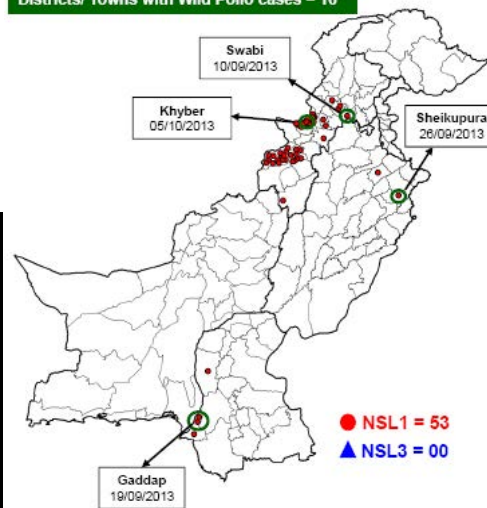 Districts/ Towns with Wild Polio cases = 16
Swabi
10/09/2013
Khyber
05/10/2013
Sheikupura
26/09/2013
NSL1 = 53
NSL3 = 00
Gaddap
19/09/2013